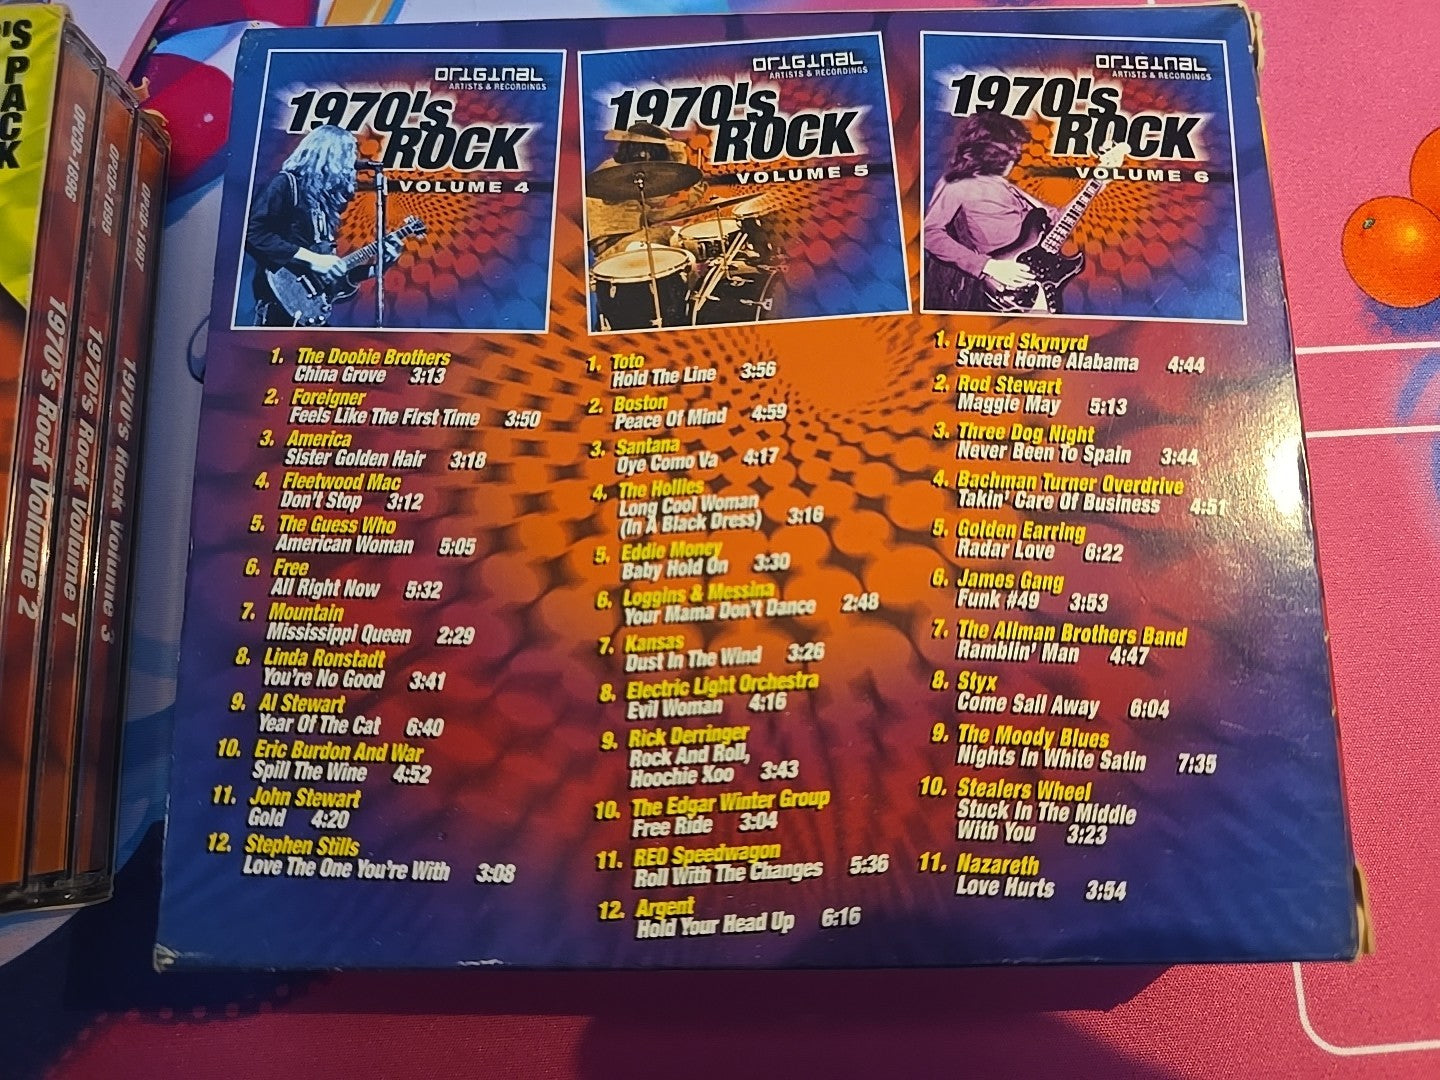 'S
PACK
OPCD-1896
1970's Rock Volume 2
OPCD-1895
1970's Rock Volume 1
OPCD-1897
1970's Rock Volume 3
ORIGINAL
ARTISTS & RECORDINGS
1970's
ROCK
VOLUME 4
1. The Doobie Brothers
China Grove 3:13
2. Foreigner
Feels Like The First Time 3:50
3. America
Sister Golden Hair 3:18
4. Fleetwood Mac
Don't Stop 3:12
5. The Guess Who
American Woman 5:05
6. Free
All Right Now 5:32
7. Mountain
Mississippi Queen 2:29
8. Linda Ronstadt
You're No Good 3:41
9. Al Stewart
Year Of The Cat 6:40
10. Eric Burdon And War
Spill The Wine 4:52
11. John Stewart
Gold 4:20
12. Stephen Stills
Love The One You're With 3:08
ORIGINAL
ARTISTS & RECORDINGS
1970's
ROCK
VOLUME 5
1. Toto
Hold The Line 3:56
2. Boston
Peace Of Mind 4:59
3. Santana
Oye Como Va 4:17
4. The Hollies
Long Cool Woman
(In A Black Dress) 3:16
5. Eddie Money
Baby Hold On 3:30
6. Loggins & Messina
Your Mama Don't Dance 2:48
7. Kansas
Dust In The Wind 3:26
8. Electric Light Orchestra
Evil Woman 4:16
9. Rick Derringer
Rock And Roll,
Hoochie Koo 3:43
10. The Edgar Winter Group
Free Ride 3:04
11. REO Speedwagon
Roll With The Changes 5:36
12. Argent
Hold Your Head Up 6:16
ORIGINAL
ARTISTS & RECORDINGS
1970's
ROCK
VOLUME 6
1. Lynyrd Skynyrd
Sweet Home Alabama 4:44
2. Rod Stewart
Maggie May 5:13
3. Three Dog Night
Never Been To Spain 3:44
4. Bachman Turner Overdrive
Takin' Care Of Business 4:51
5. Golden Earring
Radar Love 6:22
6. James Gang
Funk #49 3:53
7. The Allman Brothers Band
Ramblin' Man 4:47
8. Styx
Come Sail Away 6:04
9. The Moody Blues
Nights In White Satin 7:35
10. Stealers Wheel
Stuck In The Middle
With You 3:23
11. Nazareth
Love Hurts 3:54